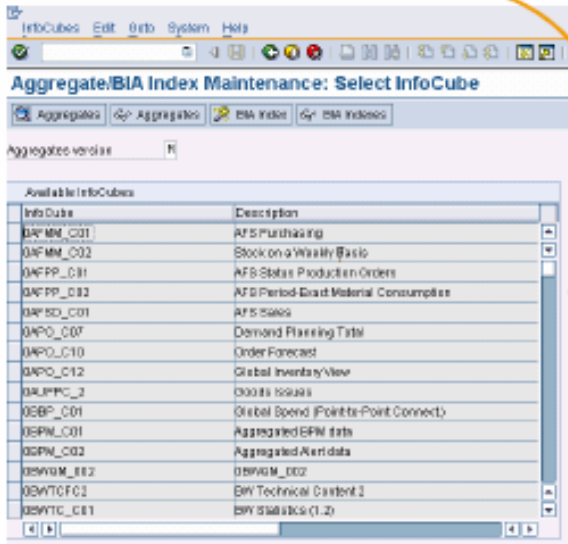 InfoCubes Edit Goto System Help
Aggregate/BIA Index Maintenance: Select InfoCube
Aggregates Aggregates BIA Index BIA Indexes
Aggregates version N
Available InfoCubes
InfoCube Description
0AFMM_C01 AFS Purchasing
0AFMM_C02 Stock on a Weekly Basis
0AFPP_C01 AFS Status Production Orders
0AFPP_C02 AFS Period-Exact Material Consumption
0AFSD_C01 AFS Sales
0APO_C07 Demand Planning Total
0APO_C10 Order Forecast
0APO_C12 Global Inventory View
0AUPPC_2 Goods Issues
0BBP_C01 Global Spend (Point-to-Point Connect.)
0BPM_C01 Aggregated BPM data
0BPM_C02 Aggregated Alert data
0BWVGM_002 0BWVGM_002
0BWTCFC2 BW Technical Content 2
0BWTC_C01 BW Statistics (1.2)